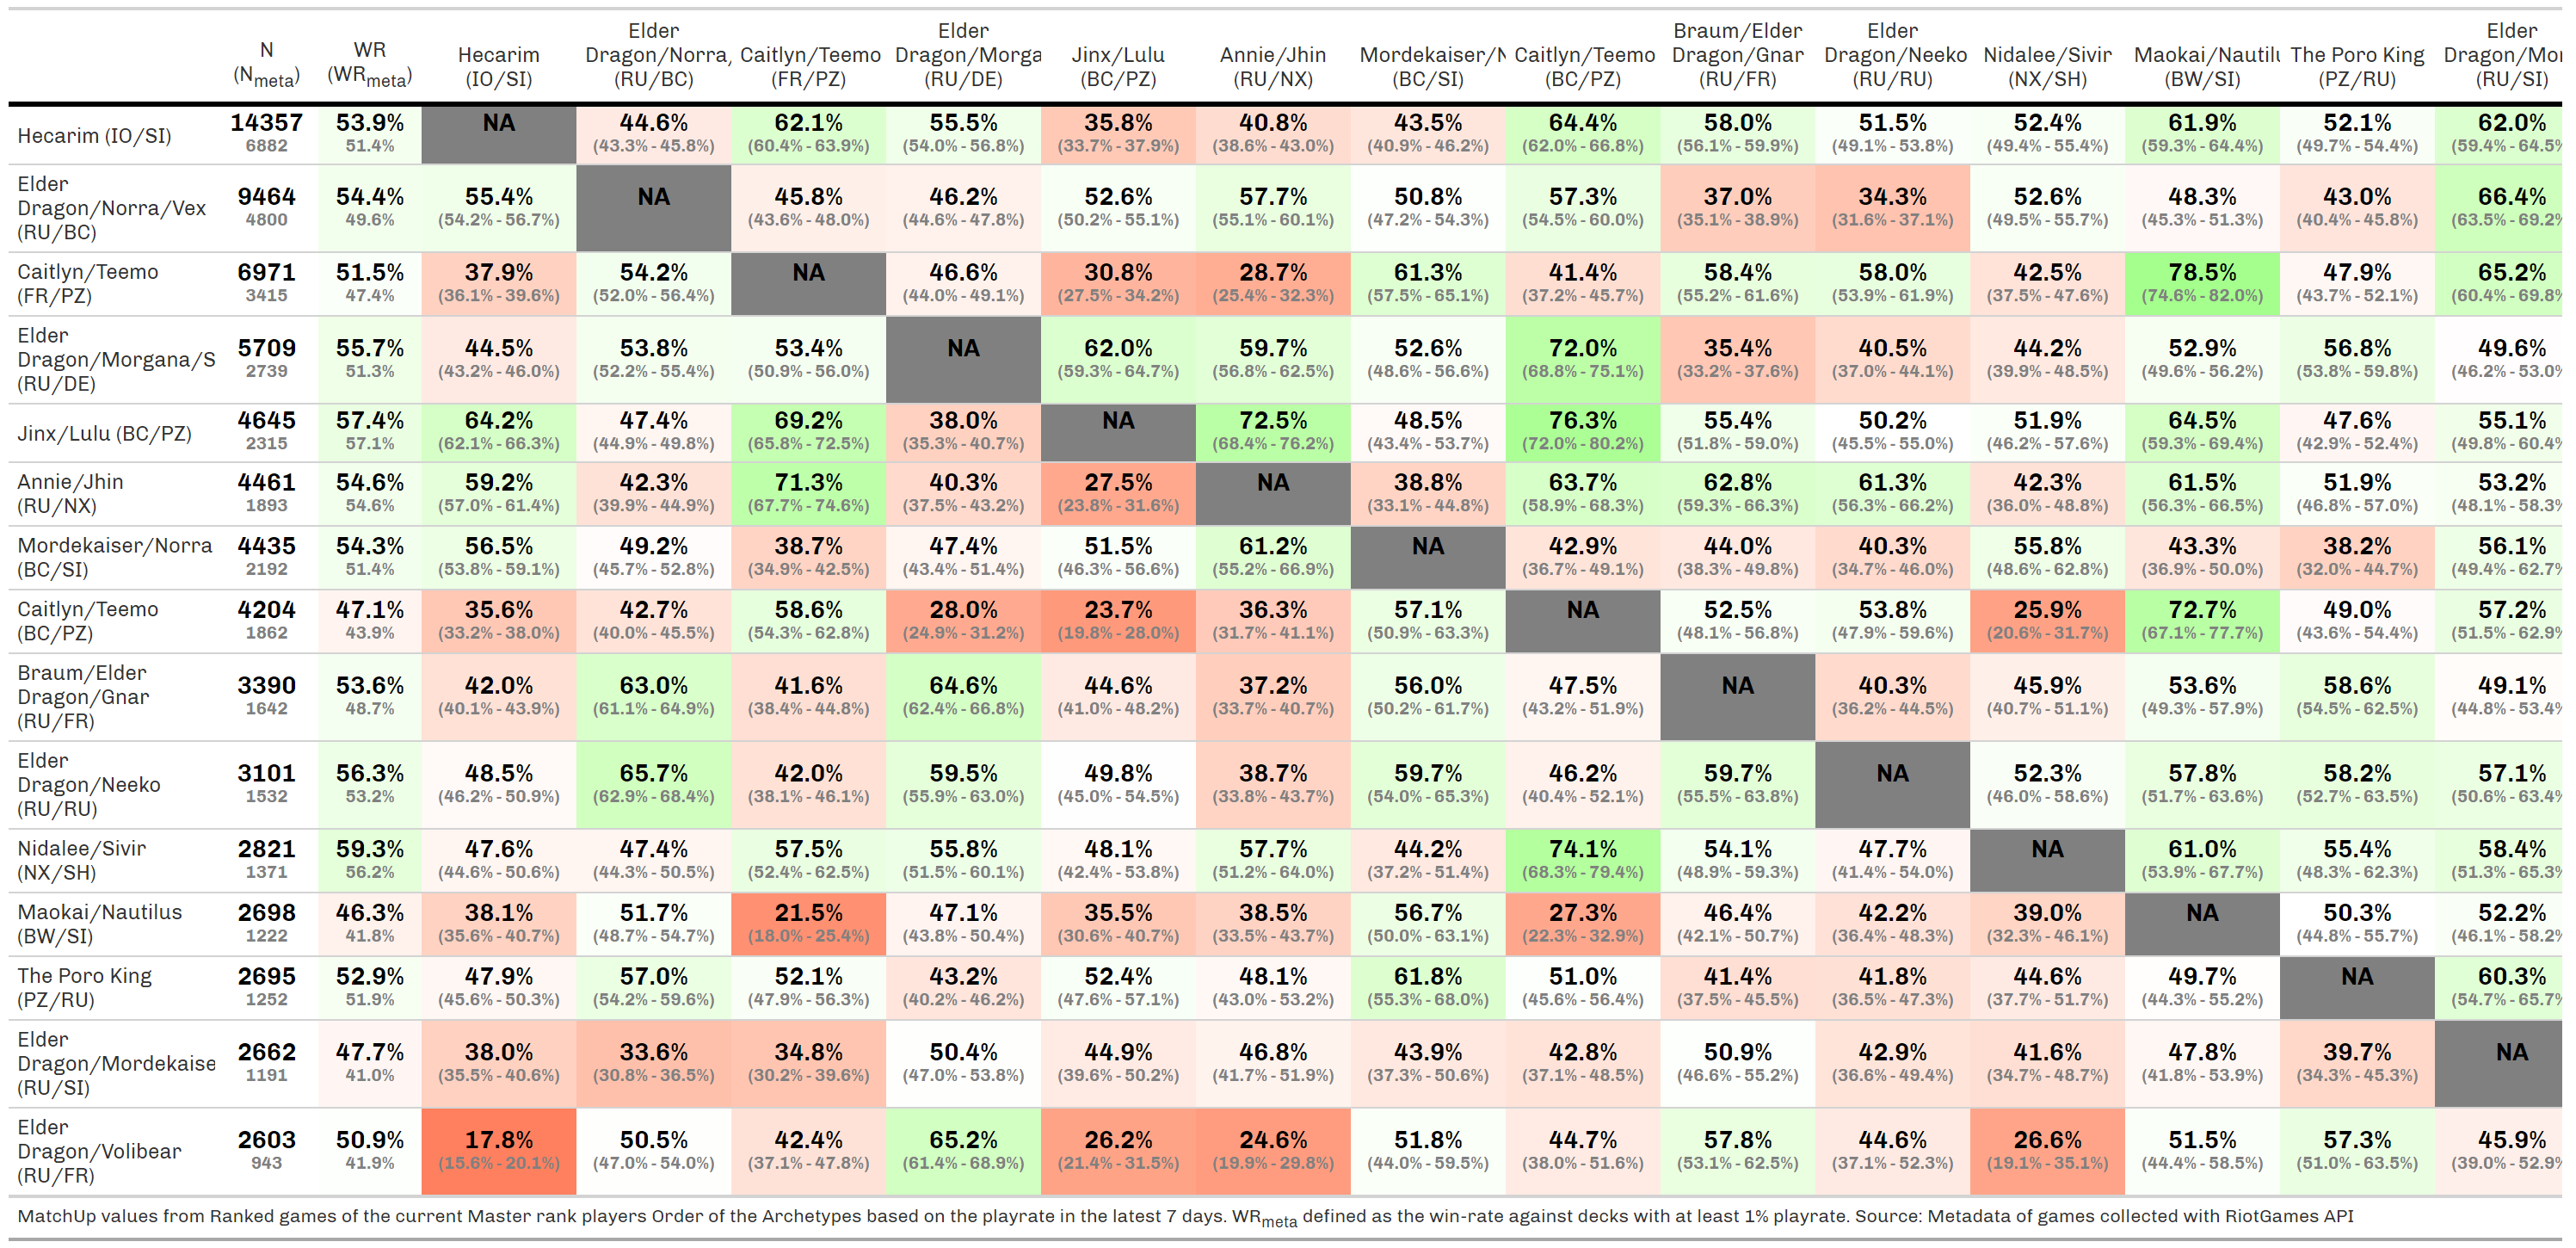 N (Nmeta) WR (WRmeta) Hecarim (IO/SI) Elder Dragon/Norra, (RU/BC) Caitlyn/Teemo (FR/PZ) Elder Dragon/Morga (RU/DE) Jinx/Lulu (BC/PZ) Annie/Jhin (RU/NX) Mordekaiser/N (BC/SI) Caitlyn/Teemo (BC/PZ) Braum/Elder Dragon/Gnar (RU/FR) Elder Dragon/Neeko (RU/RU) Nidalee/Sivir (NX/SH) Maokai/Nautilu (BW/SI) The Poro King (PZ/RU) Elder Dragon/Mor (RU/SI)
Hecarim (IO/SI) 14357 53.9% NA 44.6% 62.1% 55.5% 35.8% 40.8% 43.5% 64.4% 58.0% 51.5% 52.4% 61.9% 52.1% 62.0%
6882 51.4% (43.3% - 45.8%) (60.4% - 63.9%) (54.0% - 56.8%) (33.7% - 37.9%) (38.6% - 43.0%) (40.9% - 46.2%) (62.0% - 66.8%) (56.1% - 59.9%) (49.1% - 53.8%) (49.4% - 55.4%) (59.3% - 64.4%) (49.7% - 54.4%) (59.4% - 64.5%
Elder Dragon/Norra/Vex (RU/BC) 9464 54.4% 55.4% NA 45.8% 46.2% 52.6% 57.7% 50.8% 57.3% 37.0% 34.3% 52.6% 48.3% 43.0% 66.4%
4800 49.6% (54.2% - 56.7%) (43.6% - 48.0%) (44.6% - 47.8%) (50.2% - 55.1%) (55.1% - 60.1%) (47.2% - 54.3%) (54.5% - 60.0%) (35.1% - 38.9%) (31.6% - 37.1%) (49.5% - 55.7%) (45.3% - 51.3%) (40.4% - 45.8%) (63.5% - 69.2%
Caitlyn/Teemo (FR/PZ) 6971 51.5% 37.9% 54.2% NA 46.6% 30.8% 28.7% 61.3% 41.4% 58.4% 58.0% 42.5% 78.5% 47.9% 65.2%
3415 47.4% (36.1% - 39.6%) (52.0% - 56.4%) (44.0% - 49.1%) (27.5% - 34.2%) (25.4% - 32.3%) (57.5% - 65.1%) (37.2% - 45.7%) (55.2% - 61.6%) (53.9% - 61.9%) (37.5% - 47.6%) (74.6% - 82.0%) (43.7% - 52.1%) (60.4% - 69.8%
Elder Dragon/Morgana/S (RU/DE) 5709 55.7% 44.5% 53.8% 53.4% NA 62.0% 59.7% 52.6% 72.0% 35.4% 40.5% 44.2% 52.9% 56.8% 49.6%
2739 51.3% (43.2% - 46.0%) (52.2% - 55.4%) (50.9% - 56.0%) (59.3% - 64.7%) (56.8% - 62.5%) (48.6% - 56.6%) (68.8% - 75.1%) (33.2% - 37.6%) (37.0% - 44.1%) (39.9% - 48.5%) (49.6% - 56.2%) (53.8% - 59.8%) (46.2% - 53.0%
Jinx/Lulu (BC/PZ) 4645 57.4% 64.2% 47.4% 69.2% 38.0% NA 72.5% 48.5% 76.3% 55.4% 50.2% 51.9% 64.5% 47.6% 55.1%
2315 57.1% (62.1% - 66.3%) (44.9% - 49.8%) (65.8% - 72.5%) (35.3% - 40.7%) (68.4% - 76.2%) (43.4% - 53.7%) (72.0% - 80.2%) (51.8% - 59.0%) (45.5% - 55.0%) (46.2% - 57.6%) (59.3% - 69.4%) (42.9% - 52.4%) (49.8% - 60.4%
Annie/Jhin (RU/NX) 4461 54.6% 59.2% 42.3% 71.3% 40.3% 27.5% NA 38.8% 63.7% 62.8% 61.3% 42.3% 61.5% 51.9% 53.2%
1893 54.6% (57.0% - 61.4%) (39.9% - 44.9%) (67.7% - 74.6%) (37.5% - 43.2%) (23.8% - 31.6%) (33.1% - 44.8%) (58.9% - 68.3%) (59.3% - 66.3%) (56.3% - 66.2%) (36.0% - 48.8%) (56.3% - 66.5%) (46.8% - 57.0%) (48.1% - 58.3%
Mordekaiser/Norra (BC/SI) 4435 54.3% 56.5% 49.2% 38.7% 47.4% 51.5% 61.2% NA 42.9% 44.0% 40.3% 55.8% 43.3% 38.2% 56.1%
2192 51.4% (53.8% - 59.1%) (45.7% - 52.8%) (34.9% - 42.5%) (43.4% - 51.4%) (46.3% - 56.6%) (55.2% - 66.9%) (36.7% - 49.1%) (38.3% - 49.8%) (34.7% - 46.0%) (48.6% - 62.8%) (36.9% - 50.0%) (32.0% - 44.7%) (49.4% - 62.7%
Caitlyn/Teemo (BC/PZ) 4204 47.1% 35.6% 42.7% 58.6% 28.0% 23.7% 36.3% 57.1% NA 52.5% 53.8% 25.9% 72.7% 49.0% 57.2%
1862 43.9% (33.2% - 38.0%) (40.0% - 45.5%) (54.3% - 62.8%) (24.9% - 31.2%) (19.8% - 28.0%) (31.7% - 41.1%) (50.9% - 63.3%) (48.1% - 56.8%) (47.9% - 59.6%) (20.6% - 31.7%) (67.1% - 77.7%) (43.6% - 54.4%) (51.5% - 62.9%
Braum/Elder Dragon/Gnar (RU/FR) 3390 53.6% 42.0% 63.0% 41.6% 64.6% 44.6% 37.2% 56.0% 47.5% NA 40.3% 45.9% 53.6% 58.6% 49.1%
1642 48.7% (40.1% - 43.9%) (61.1% - 64.9%) (38.4% - 44.8%) (62.4% - 66.8%) (41.0% - 48.2%) (33.7% - 40.7%) (50.2% - 61.7%) (43.2% - 51.9%) (36.2% - 44.5%) (40.7% - 51.1%) (49.3% - 57.9%) (54.5% - 62.5%) (44.8% - 53.4%
Elder Dragon/Neeko (RU/RU) 3101 56.3% 48.5% 65.7% 42.0% 59.5% 49.8% 38.7% 59.7% 46.2% 59.7% NA 52.3% 57.8% 58.2% 57.1%
1532 53.2% (46.2% - 50.9%) (62.9% - 68.4%) (38.1% - 46.1%) (55.9% - 63.0%) (45.0% - 54.5%) (33.8% - 43.7%) (54.0% - 65.3%) (40.4% - 52.1%) (55.5% - 63.8%) (46.0% - 58.6%) (51.7% - 63.6%) (52.7% - 63.5%) (50.6% - 63.4%
Nidalee/Sivir (NX/SH) 2821 59.3% 47.6% 47.4% 57.5% 55.8% 48.1% 57.7% 44.2% 74.1% 54.1% 47.7% NA 61.0% 55.4% 58.4%
1371 56.2% (44.6% - 50.6%) (44.3% - 50.5%) (52.4% - 62.5%) (51.5% - 60.1%) (42.4% - 53.8%) (51.2% - 64.0%) (37.2% - 51.4%) (68.3% - 79.4%) (48.9% - 59.3%) (41.4% - 54.0%) (53.9% - 67.7%) (48.3% - 62.3%) (51.3% - 65.3%
Maokai/Nautilus (BW/SI) 2698 46.3% 38.1% 51.7% 21.5% 47.1% 35.5% 38.5% 56.7% 27.3% 46.4% 42.2% 39.0% NA 50.3% 52.2%
1222 41.8% (35.6% - 40.7%) (48.7% - 54.7%) (18.0% - 25.4%) (43.8% - 50.4%) (30.6% - 40.7%) (33.5% - 43.7%) (50.0% - 63.1%) (22.3% - 32.9%) (42.1% - 50.7%) (36.4% - 48.3%) (32.3% - 46.1%) (44.8% - 55.7%) (46.1% - 58.2%
The Poro King (PZ/RU) 2695 52.9% 47.9% 57.0% 52.1% 43.2% 52.4% 48.1% 61.8% 51.0% 41.4% 41.8% 44.6% 49.7% NA 60.3%
1252 51.9% (45.6% - 50.3%) (54.2% - 59.6%) (47.9% - 56.3%) (40.2% - 46.2%) (47.6% - 57.1%) (43.0% - 53.2%) (55.3% - 68.0%) (45.6% - 56.4%) (37.5% - 45.5%) (36.5% - 47.3%) (37.7% - 51.7%) (44.3% - 55.2%) (54.7% - 65.7%
Elder Dragon/Mordekaise (RU/SI) 2662 47.7% 38.0% 33.6% 34.8% 50.4% 44.9% 46.8% 43.9% 42.8% 50.9% 42.9% 41.6% 47.8% 39.7% NA
1191 41.0% (35.5% - 40.6%) (30.8% - 36.5%) (30.2% - 39.6%) (47.0% - 53.8%) (39.6% - 50.2%) (41.7% - 51.9%) (37.3% - 50.6%) (37.1% - 48.5%) (46.6% - 55.2%) (36.6% - 49.4%) (34.7% - 48.7%) (41.8% - 53.9%) (34.3% - 45.3%)
Elder Dragon/Volibear (RU/FR) 2603 50.9% 17.8% 50.5% 42.4% 65.2% 26.2% 24.6% 51.8% 44.7% 57.8% 44.6% 26.6% 51.5% 57.3% 45.9%
943 41.9% (15.6% - 20.1%) (47.0% - 54.0%) (37.1% - 47.8%) (61.4% - 68.9%) (21.4% - 31.5%) (19.9% - 29.8%) (44.0% - 59.5%) (38.0% - 51.6%) (53.1% - 62.5%) (37.1% - 52.3%) (19.1% - 35.1%) (44.4% - 58.5%) (51.0% - 63.5%) (39.0% - 52.9%
MatchUp values from Ranked games of the current Master rank players Order of the Archetypes based on the playrate in the latest 7 days. WRmeta defined as the win-rate against decks with at least 1% playrate. Source: Metadata of games collected with RiotGames API